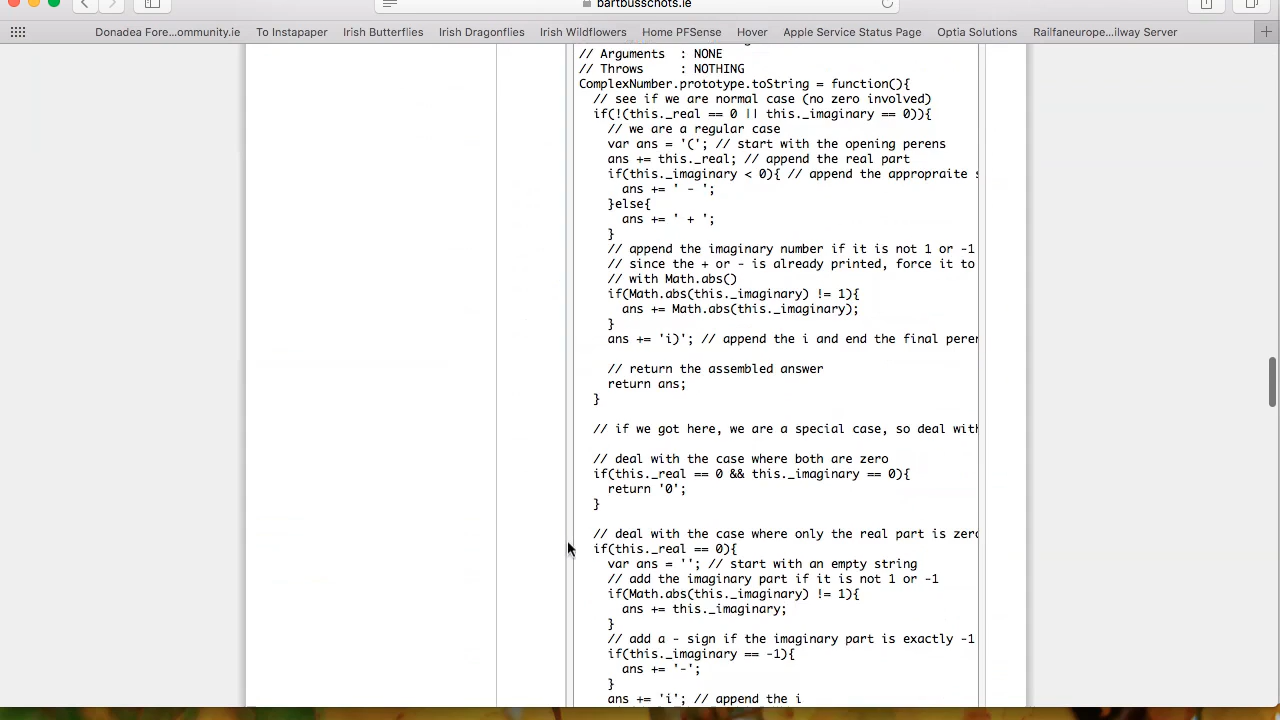 bartbusschots.ie
Donadea Fore...ommunity.ie To Instapaper Irish Butterflies Irish Dragonflies Irish Wildflowers Home PFSense Hover Apple Service Status Page Optia Solutions Railfaneurope...ilway Server
// Arguments  : NONE
// Throws     : NOTHING
ComplexNumber.prototype.toString = function(){
  // see if we are normal case (no zero involved)
  if(!(this._real == 0 || this._imaginary == 0)){
    // we are a regular case
    var ans = '('; // start with the opening perens
    ans += this._real; // append the real part
    if(this._imaginary < 0){ // append the appropraite s
      ans += ' - ';
    }else{
      ans += ' + ';
    }
    // append the imaginary number if it is not 1 or -1
    // since the + or - is already printed, force it to
    // with Math.abs()
    if(Math.abs(this._imaginary) != 1){
      ans += Math.abs(this._imaginary);
    }
    ans += 'i)'; // append the i and end the final peren
    // return the assembled answer
    return ans;
  }
  // if we got here, we are a special case, so deal with
  // deal with the case where both are zero
  if(this._real == 0 && this._imaginary == 0){
    return '0';
  }
  // deal with the case where only the real part is zero
  if(this._real == 0){
    var ans = ''; // start with an empty string
    // add the imaginary part if it is not 1 or -1
    if(Math.abs(this._imaginary) != 1){
      ans += this._imaginary;
    }
    // add a - sign if the imaginary part is exactly -1
    if(this._imaginary == -1){
      ans += '-';
    }
    ans += 'i'; // append the i